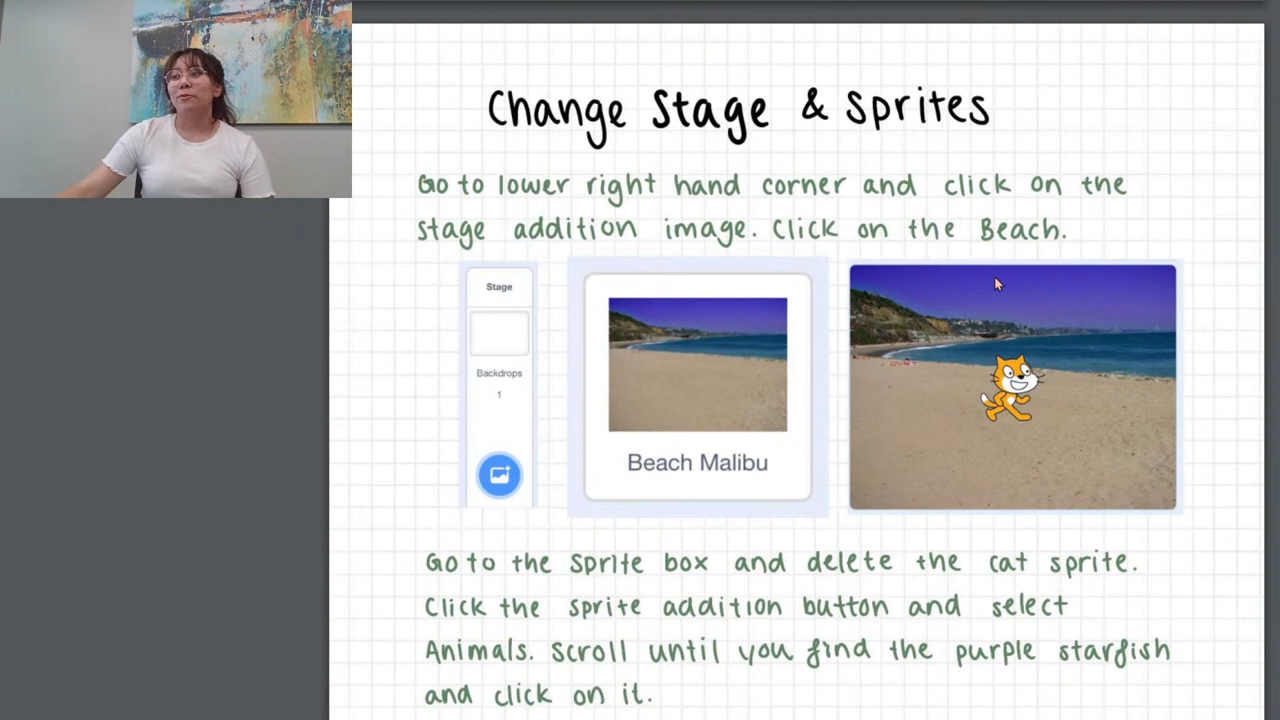 Change Stage & Sprites
Go to lower right hand corner and click on the
stage addition image. Click on the Beach.
Stage
Backdrops
1
Beach Malibu
Go to the Sprite box and delete the cat sprite.
Click the sprite addition button and select
Animals. Scroll until you find the purple starfish
and click on it.